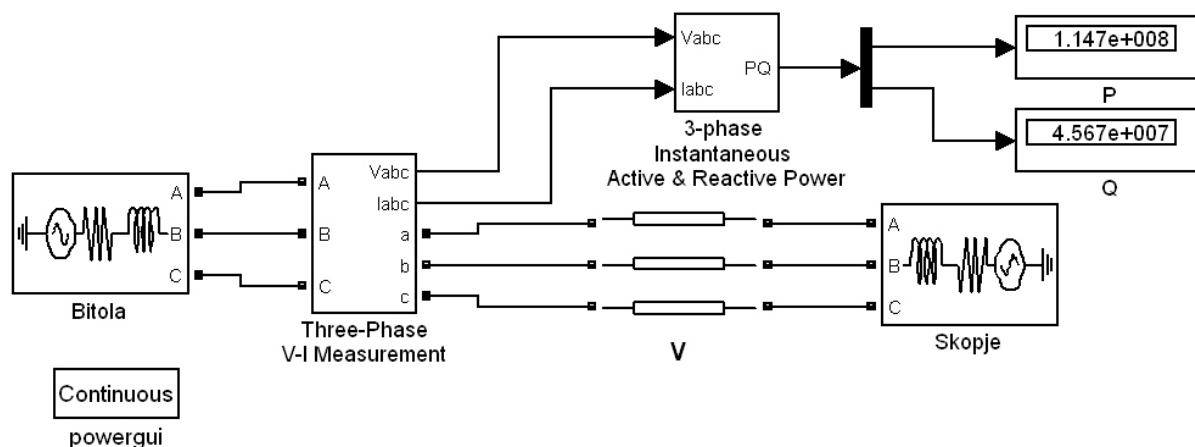 Vabc
Iabc
PQ
3-phase
Instantaneous
Active & Reactive Power
1.147e+008
P
4.567e+007
Q
A
B
C
Bitola
A
B
C
Vabc
Iabc
a
b
c
Three-Phase
V-I Measurement
V
A
B
C
Skopje
Continuous
powergui